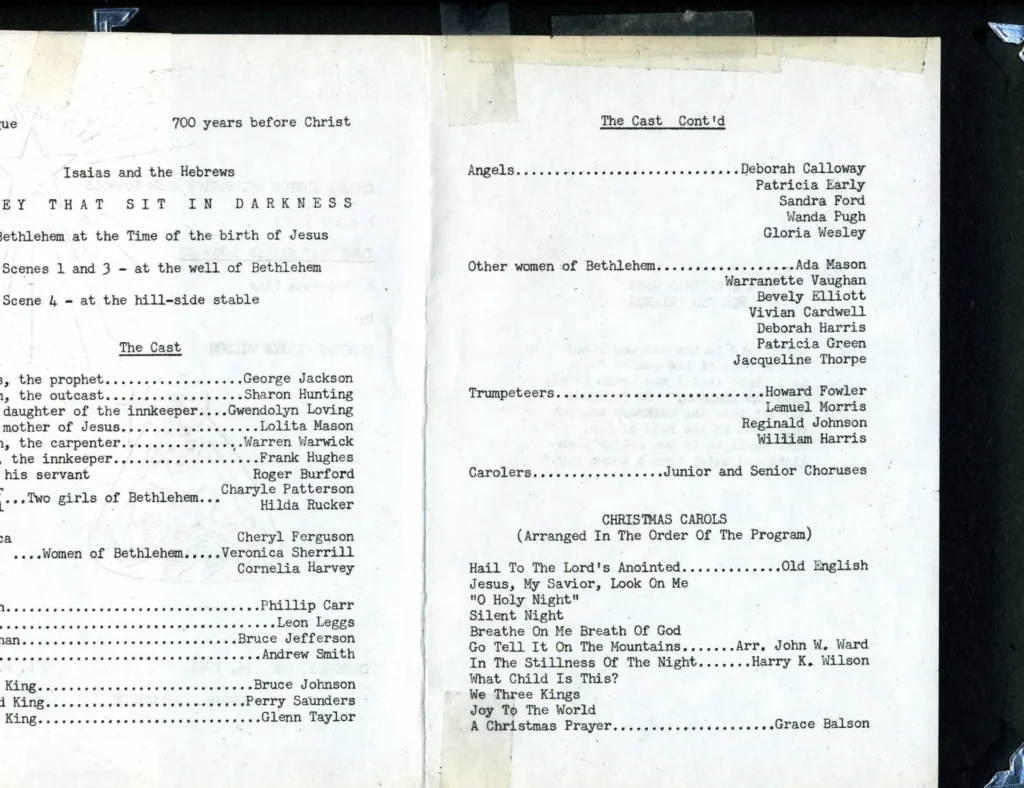 700 years before Christ
Isaias and the Hebrews
THAT SIT IN DARKNESS
Bethlehem at the Time of the birth of Jesus
Scenes 1 and 3 - at the well of Bethlehem
Scene 4 - at the hill-side stable
The Cast
, the prophet..................George Jackson
, the outcast..................Sharon Hunting
daughter of the innkeeper....Gwendolyn Loving
mother of Jesus..................Lolita Mason
, the carpenter................Warren Warwick
, the innkeeper...................Frank Hughes
his servant Roger Burford
...Two girls of Bethlehem...Charyle Patterson
Hilda Rucker
Cheryl Ferguson
....Women of Bethlehem.....Veronica Sherrill
Cornelia Harvey
................................Phillip Carr
...................................Leon Leggs
............................Bruce Jefferson
.................................Andrew Smith
King............................Bruce Johnson
King..........................Perry Saunders
King.............................Glenn Taylor
The Cast Cont'd
Angels............................Deborah Calloway
Patricia Early
Sandra Ford
Wanda Pugh
Gloria Wesley
Other women of Bethlehem..................Ada Mason
Warranette Vaughan
Bevely Elliott
Vivian Cardwell
Deborah Harris
Patricia Green
Jacqueline Thorpe
Trumpeteers...........................Howard Fowler
Lemuel Morris
Reginald Johnson
William Harris
Carolers.................Junior and Senior Choruses
CHRISTMAS CAROLS
(Arranged In The Order Of The Program)
Hail To The Lord's Anointed.............Old English
Jesus, My Savior, Look On Me
"O Holy Night"
Silent Night
Breathe On Me Breath Of God
Go Tell It On The Mountains.......Arr. John W. Ward
In The Stillness Of The Night.......Harry K. Wilson
What Child Is This?
We Three Kings
Joy To The World
A Christmas Prayer.....................Grace Balson